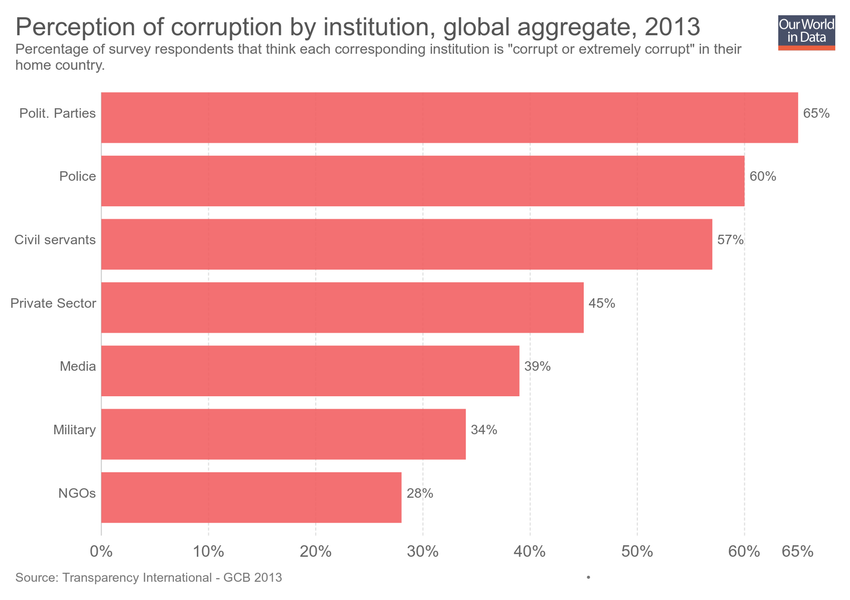 Perception of corruption by institution, global aggregate, 2013
Our World
in Data
Percentage of survey respondents that think each corresponding institution is "corrupt or extremely corrupt" in their
home country.
Polit. Parties 65%
Police 60%
Civil servants 57%
Private Sector 45%
Media 39%
Military 34%
NGOs 28%
0% 10% 20% 30% 40% 50% 60% 65%
Source: Transparency International - GCB 2013 •